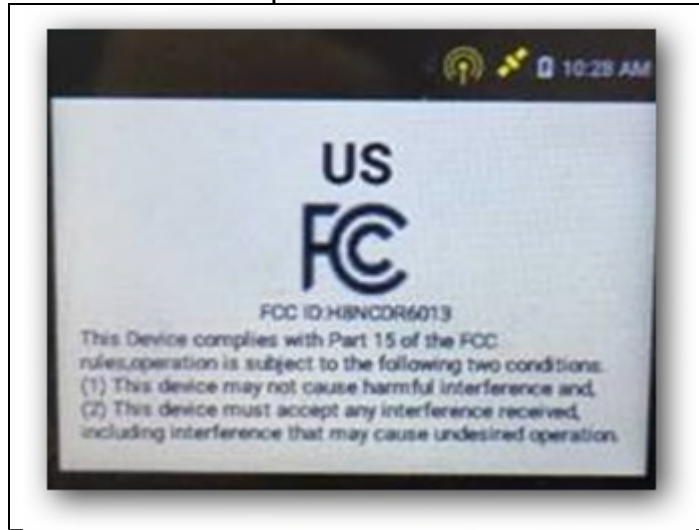 10:28 AM
US
FC
FCC ID:H8NCOR6013
This Device complies with Part 15 of the FCC
rules,operation is subject to the following two conditions.
(1) This device may not cause harmful interference and,
(2) This device must accept any interference received,
including interference that may cause undesired operation.